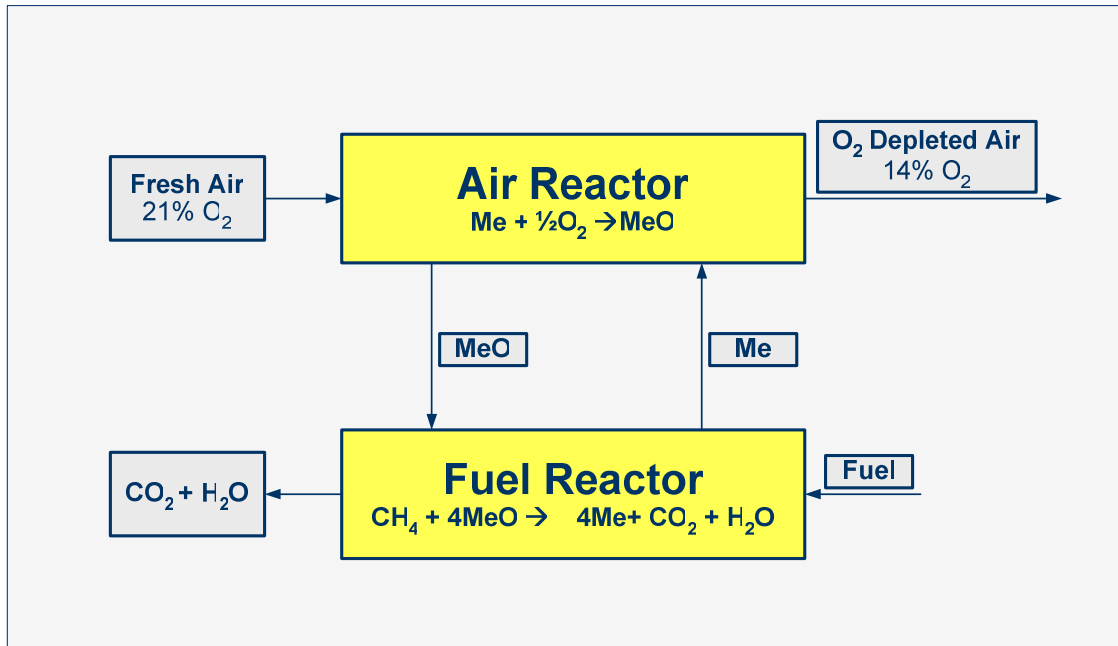 Fresh Air
21% O₂
Air Reactor
Me + ½O₂ →MeO
O₂ Depleted Air
14% O₂
MeO
Me
CO₂ + H₂O
Fuel Reactor
CH₄ + 4MeO → 4Me+ CO₂ + H₂O
Fuel